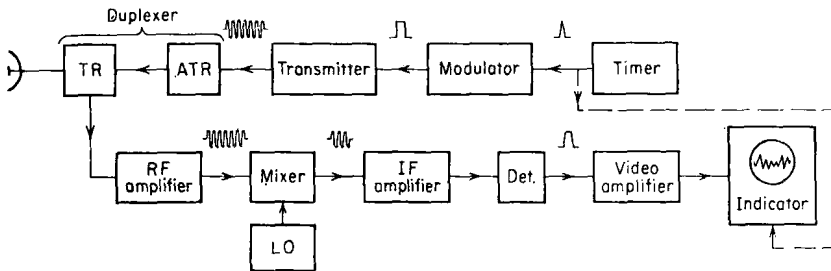 Duplexer
TR
ATR
Transmitter
Modulator
Timer
RF
amplifier
Mixer
IF
amplifier
Det.
Video
amplifier
Indicator
LO